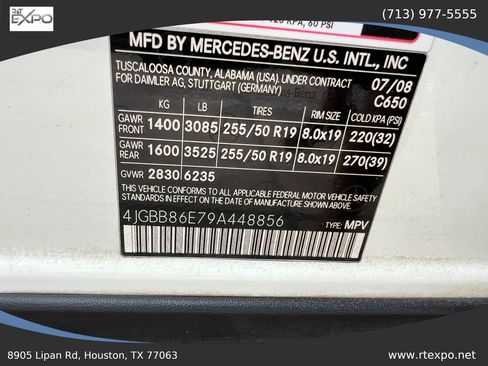 R&T
EXPO
(713) 977-5555
420 KPA, 60 PSI
MFD BY MERCEDES-BENZ U.S. INTL., INC
TUSCALOOSA COUNTY, ALABAMA (USA). UNDER CONTRACT
FOR DAIMLER AG, STUTTGART (GERMANY)
07/08
C650
KG LB TIRES RIM SIZE COLD KPA (PSI)
GAWR FRONT 1400 3085 255/50 R19 8.0x19 220(32)
GAWR REAR 1600 3525 255/50 R19 8.0x19 270(39)
GVWR 2830 6235
THIS VEHICLE CONFORMS TO ALL APPLICABLE FEDERAL MOTOR VEHICLE SAFETY
STANDARDS IN EFFECT ON THE DATE OF MANUFACTURE SHOWN ABOVE.
4JGBB86E79A448856
TYPE: MPV
8905 Lipan Rd, Houston, TX 77063
www.rtexpo.net